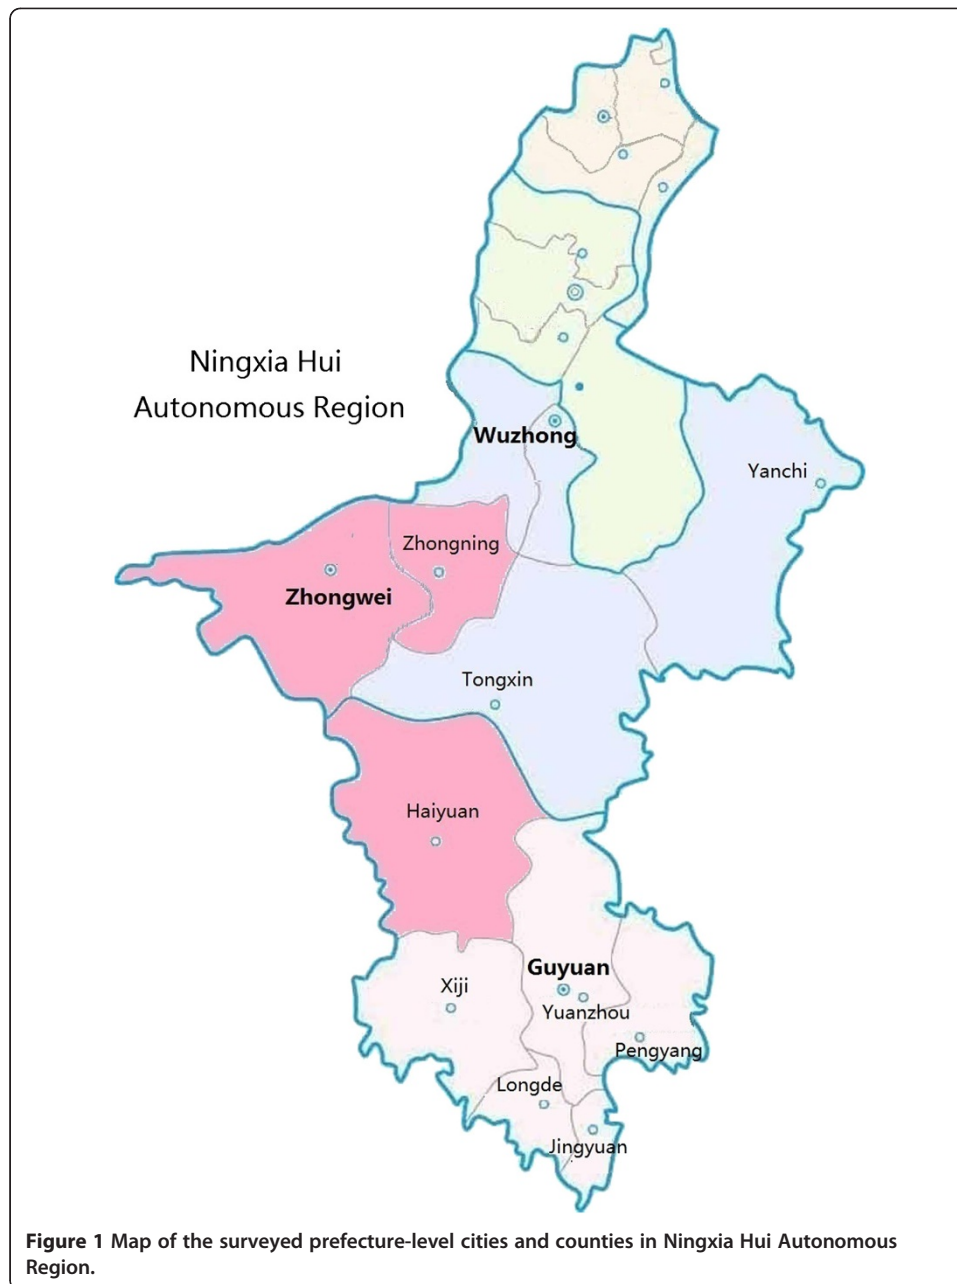 Ningxia Hui
Autonomous Region
Wuzhong
Yanchi
Zhongning
Zhongwei
Tongxin
Haiyuan
Guyuan
Xiji
Yuanzhou
Pengyang
Longde
Jingyuan
Figure 1 Map of the surveyed prefecture-level cities and counties in Ningxia Hui Autonomous
Region.